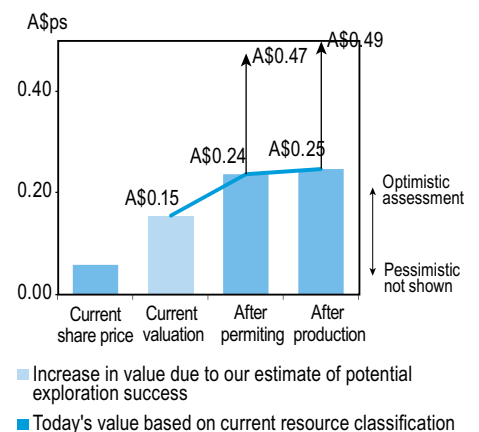 A$ps
A$0.49
A$0.47
0.40
A$0.24
A$0.25
A$0.15
0.20
Optimistic
assessment
Pessimistic
not shown
0.00
Current
share price
Current
valuation
After
permiting
After
production
Increase in value due to our estimate of potential
exploration success
Today's value based on current resource classification